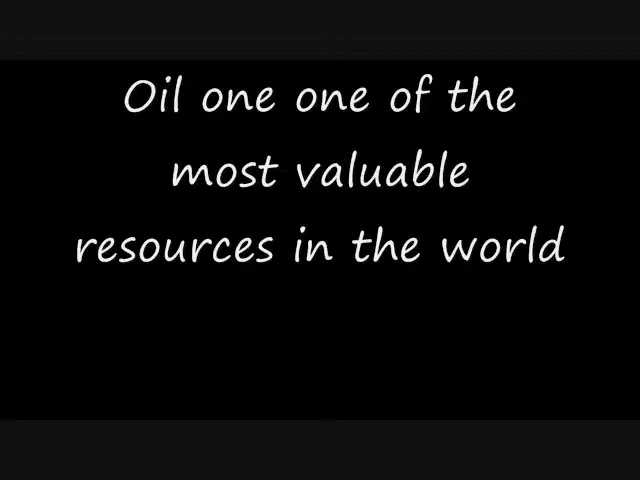 Oil one one of the
most valuable
resources in the world